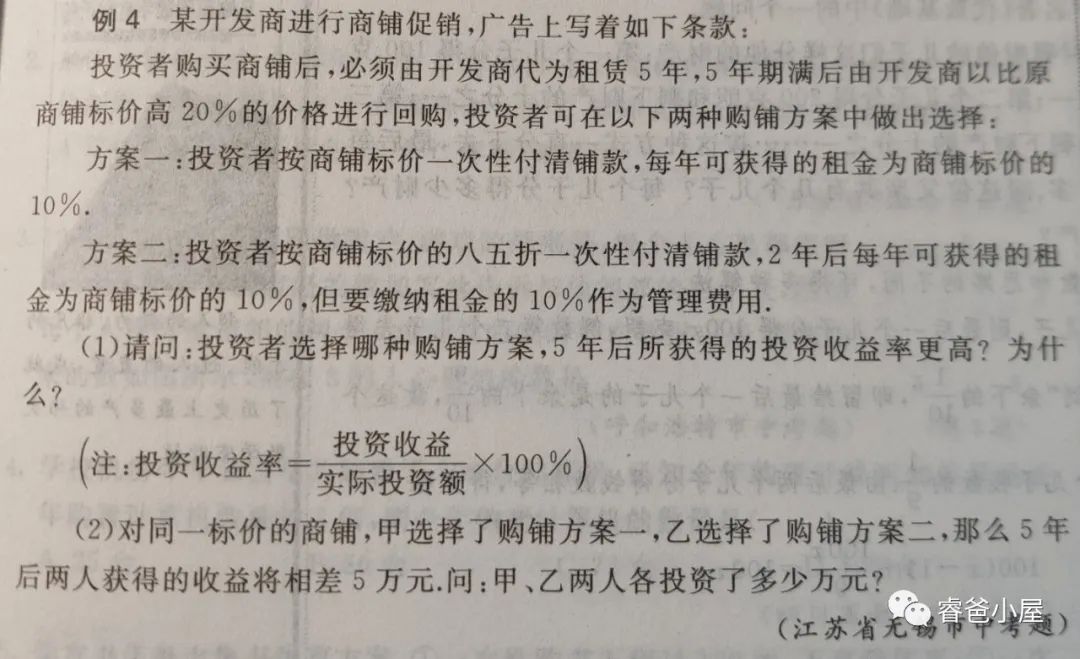 例4 某开发商进行商铺促销,广告上写着如下条款:
投资者购买商铺后,必须由开发商代为租赁5年,5年期满后由开发商以比原
商铺标价高20%的价格进行回购,投资者可在以下两种购铺方案中做出选择:
方案一:投资者按商铺标价一次性付清铺款,每年可获得的租金为商铺标价的
10%.
方案二:投资者按商铺标价的八五折一次性付清铺款,2年后每年可获得的租
金为商铺标价的10%,但要缴纳租金的10%作为管理费用.
(1)请问:投资者选择哪种购铺方案,5年后所获得的投资收益率更高?为什
么?
(注:投资收益率=投资收益/实际投资额×100%)
(2)对同一标价的商铺,甲选择了购铺方案一,乙选择了购铺方案二,那么5年
后两人获得的收益将相差5万元.问:甲、乙两人各投资了多少万元?
睿爸小屋
(江苏省无锡市中考题)